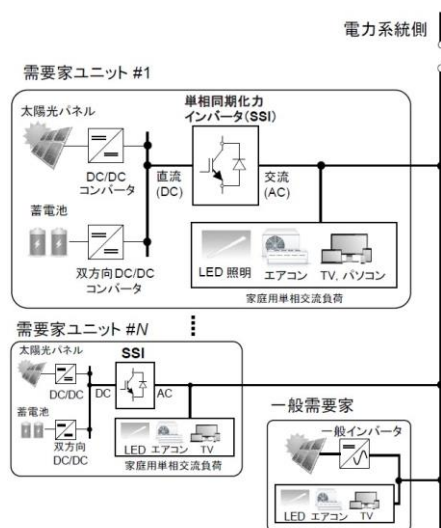 電力系統側
需要家ユニット #1
太陽光パネル
DC/DC
コンバータ
蓄電池
双方向DC/DC
コンバータ
単相同期化力
インバータ(SSI)
直流
(DC)
交流
(AC)
LED 照明
エアコン
TV, パソコン
家庭用単相交流負荷
需要家ユニット #N
太陽光パネル
DC/DC
蓄電池
双方向
DC/DC
DC
SSI
AC
LED エアコン TV
家庭用単相交流負荷
一般需要家
一般インバータ
LED エアコン TV